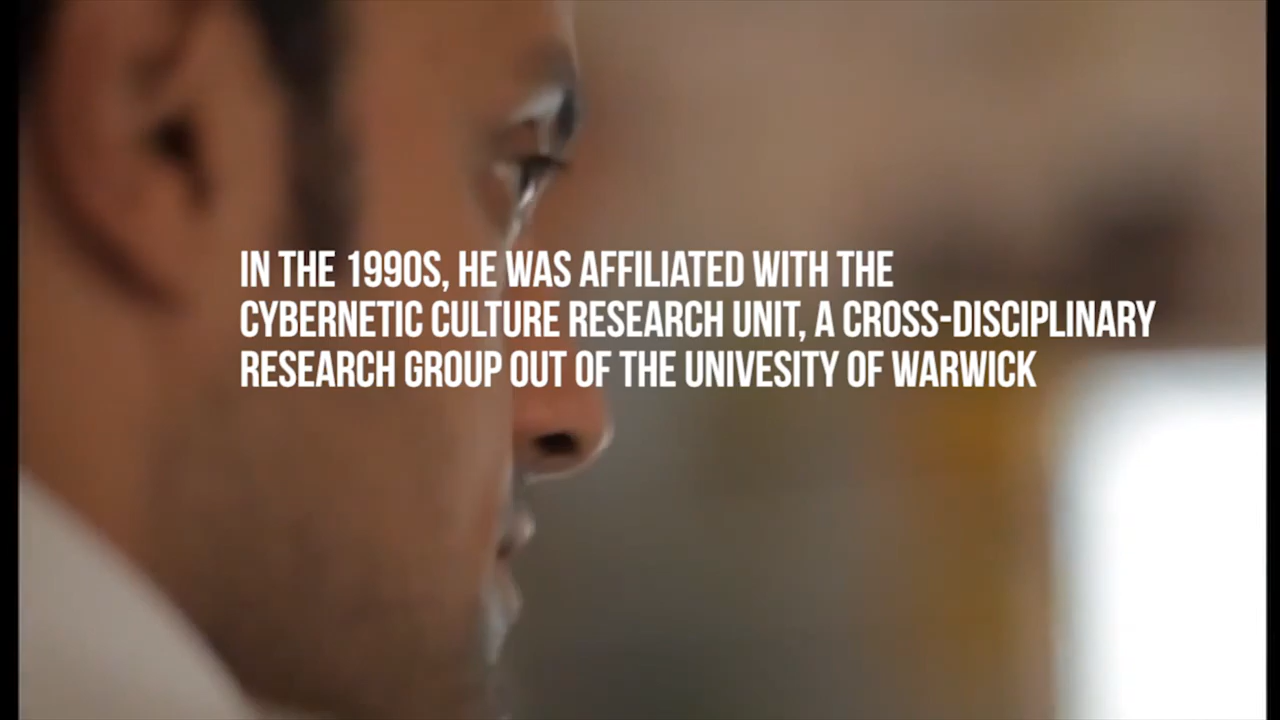 IN THE 1990S, HE WAS AFFILIATED WITH THE
CYBERNETIC CULTURE RESEARCH UNIT, A CROSS-DISCIPLINARY
RESEARCH GROUP OUT OF THE UNIVESITY OF WARWICK